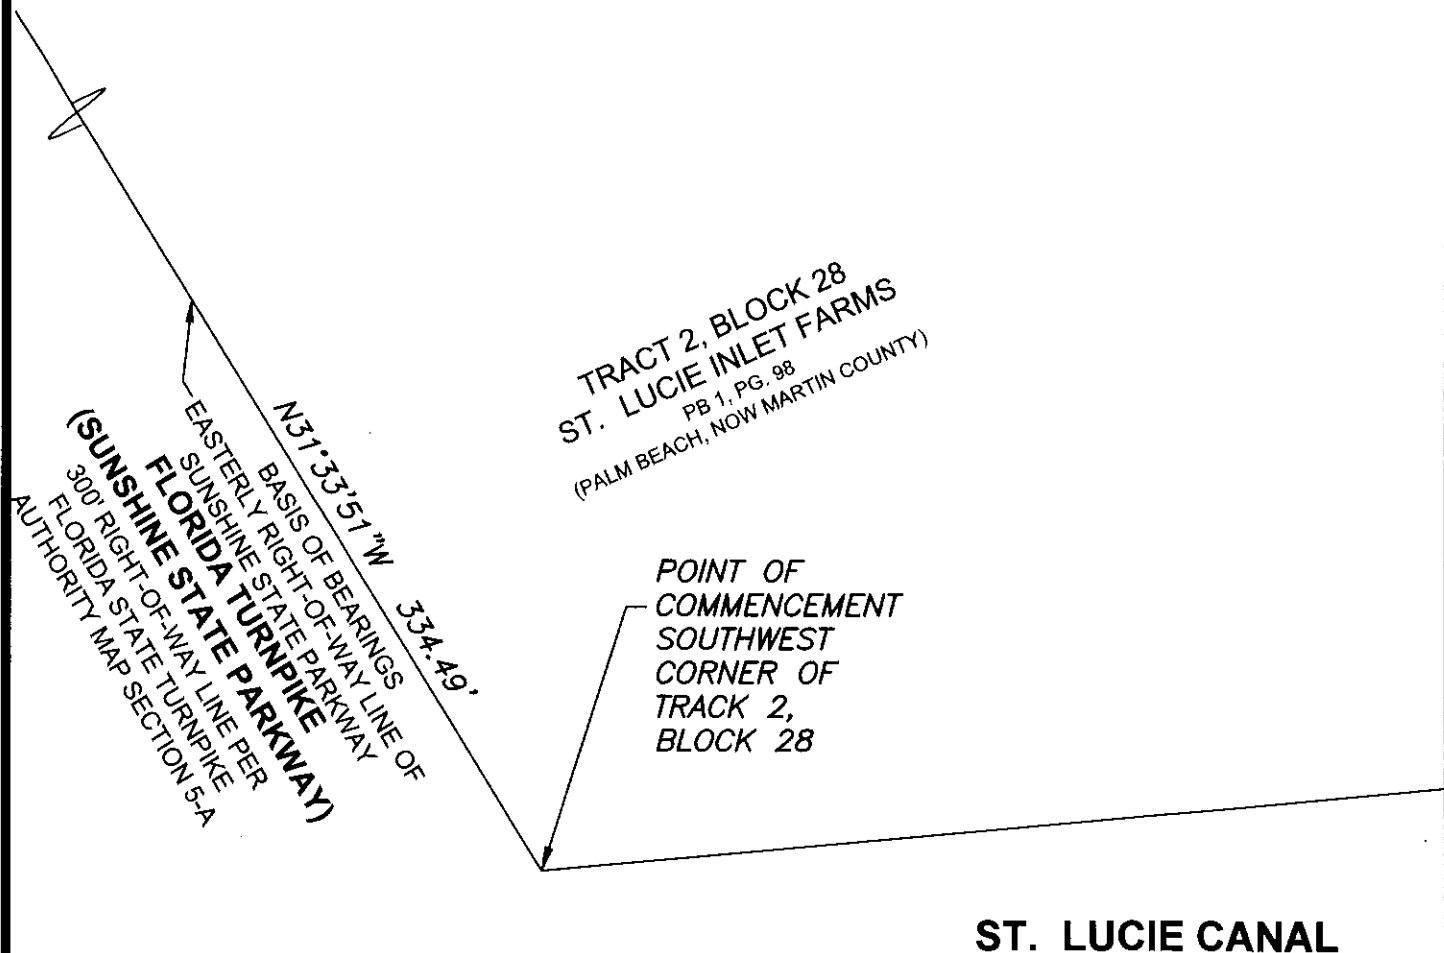 TRACT 2, BLOCK 28
ST. LUCIE INLET FARMS
PB 1, PG. 98
(PALM BEACH, NOW MARTIN COUNTY)
N31°33'51"W 334.49'
BASIS OF BEARINGS
EASTERLY RIGHT-OF-WAY LINE OF
SUNSHINE STATE PARKWAY
FLORIDA TURNPIKE
(SUNSHINE STATE PARKWAY)
300' RIGHT-OF-WAY LINE PER
FLORIDA STATE TURNPIKE
AUTHORITY MAP SECTION 5-A
POINT OF
COMMENCEMENT
SOUTHWEST
CORNER OF
TRACK 2,
BLOCK 28
ST. LUCIE CANAL